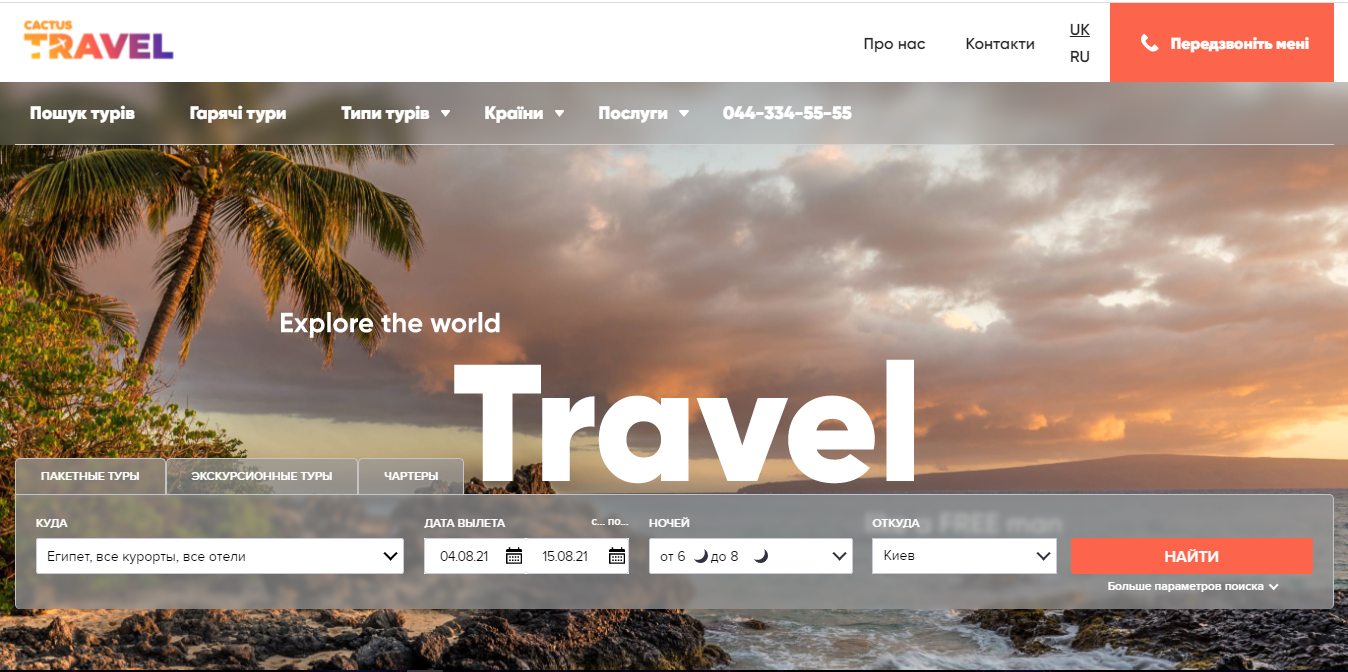 CACTUS
TRAVEL
Про нас
Контакти
UK
RU
Передзвоніть мені
Пошук турів
Гарячі тури
Типи турів
Країни
Послуги
044-334-55-55
Explore the world
Travel
ПАКЕТНЫЕ ТУРЫ
ЭКСКУРСИОННЫЕ ТУРЫ
ЧАРТЕРЫ
FREE man
КУДА
ДАТА ВЫЛЕТА
с... по...
НОЧЕЙ
ОТКУДА
Египет, все курорты, все отели
04.08.21
15.08.21
от 6
до 8
Киев
НАЙТИ
Больше параметров поиска